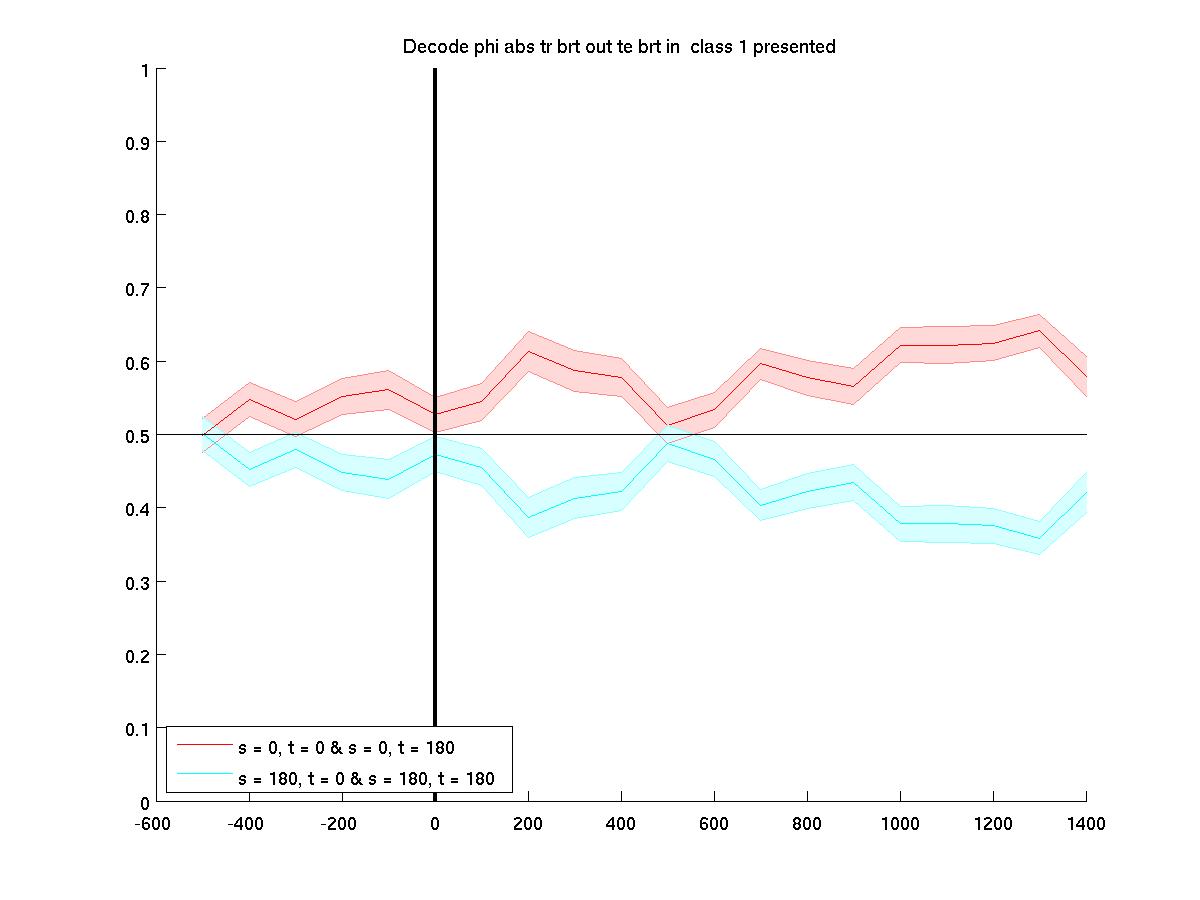 Decode phi abs tr brt out te brt in  class 1 presented
1
0.9
0.8
0.7
0.6
0.5
0.4
0.3
0.2
0.1
0
s = 0, t = 0 & s = 0, t = 180
s = 180, t = 0 & s = 180, t = 180
-600 -400 -200 0 200 400 600 800 1000 1200 1400